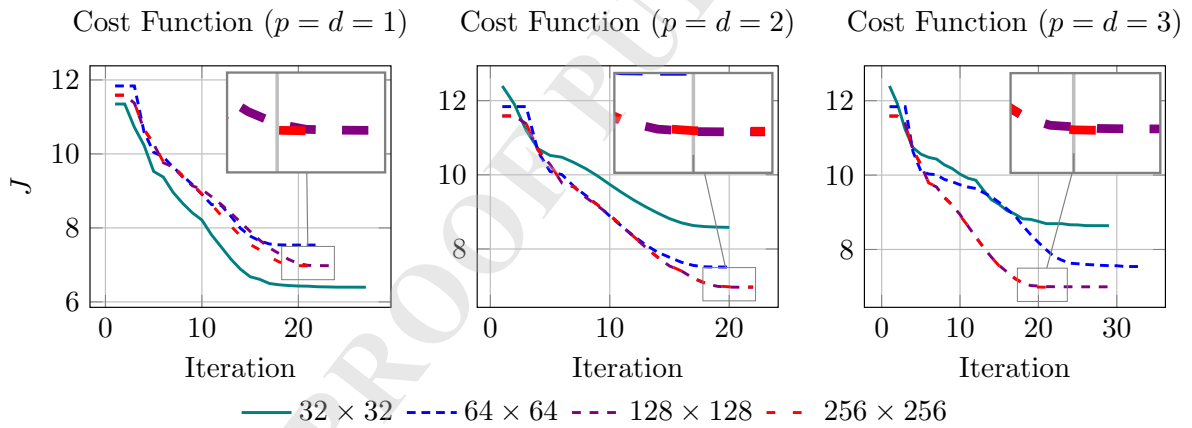 Cost Function (p = d = 1)
Cost Function (p = d = 2)
Cost Function (p = d = 3)
J
12
10
8
6
0
10
20
Iteration
12
10
8
0
10
20
Iteration
12
10
8
0
10
20
30
Iteration
32 × 32
64 × 64
128 × 128
256 × 256
PROOF PU